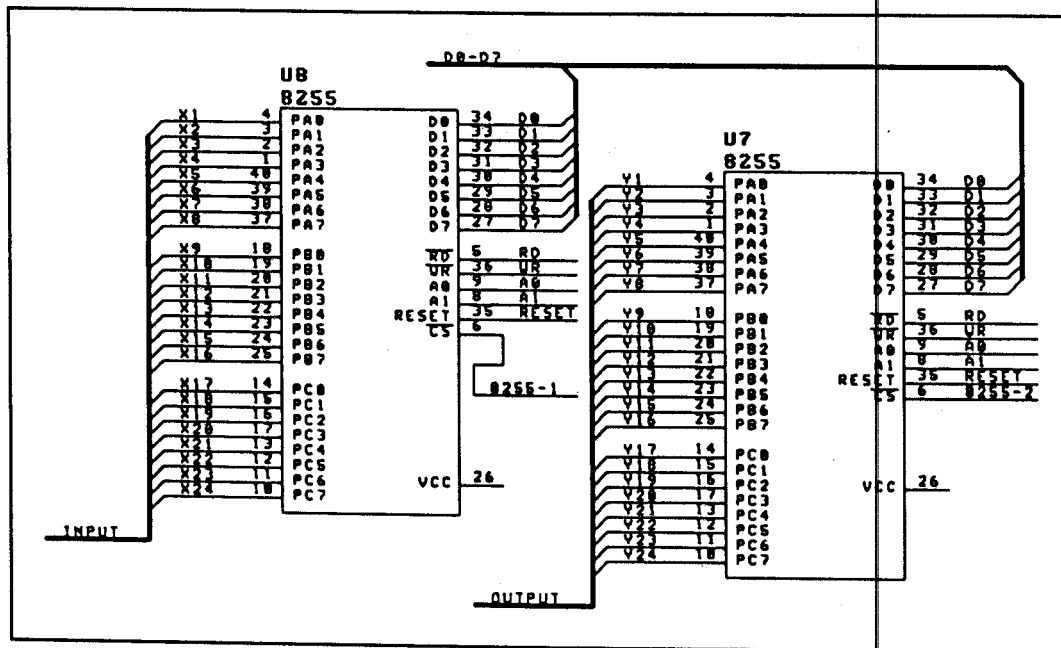 D0-D7
U8
8255
X1 4 PA0 D0 34 D0
X2 3 PA1 D1 33 D1
X3 2 PA2 D2 32 D2
X4 1 PA3 D3 31 D3
X5 40 PA4 D4 30 D4
X6 39 PA5 D5 29 D5
X7 38 PA6 D6 28 D6
X8 37 PA7 D7 27 D7
X9 18 PB0 RD 5 RD
X10 19 PB1 WR 36 WR
X11 20 PB2 A0 9 A0
X12 21 PB3 A1 8 A1
X13 22 PB4 RESET 35 RESET
X14 23 PB5 CS 6
X15 24 PB6
X16 25 PB7
8255-1
X17 14 PC0
X18 15 PC1
X19 16 PC2
X20 17 PC3
X21 13 PC4
X22 12 PC5
X23 11 PC6 VCC 26
X24 10 PC7
INPUT
U7
8255
Y1 4 PA0 D0 34 D0
Y2 3 PA1 D1 33 D1
Y3 2 PA2 D2 32 D2
Y4 1 PA3 D3 31 D3
Y5 40 PA4 D4 30 D4
Y6 39 PA5 D5 29 D5
Y7 38 PA6 D6 28 D6
Y8 37 PA7 D7 27 D7
Y9 18 PB0 RD 5 RD
Y10 19 PB1 WR 36 WR
Y11 20 PB2 A0 9 A0
Y12 21 PB3 A1 8 A1
Y13 22 PB4 RESET 35 RESET
Y14 23 PB5 CS 6 8255-2
Y15 24 PB6
Y16 25 PB7
Y17 14 PC0
Y18 15 PC1
Y19 16 PC2 VCC 26
Y20 17 PC3
Y21 13 PC4
Y22 12 PC5
Y23 11 PC6
Y24 10 PC7
OUTPUT